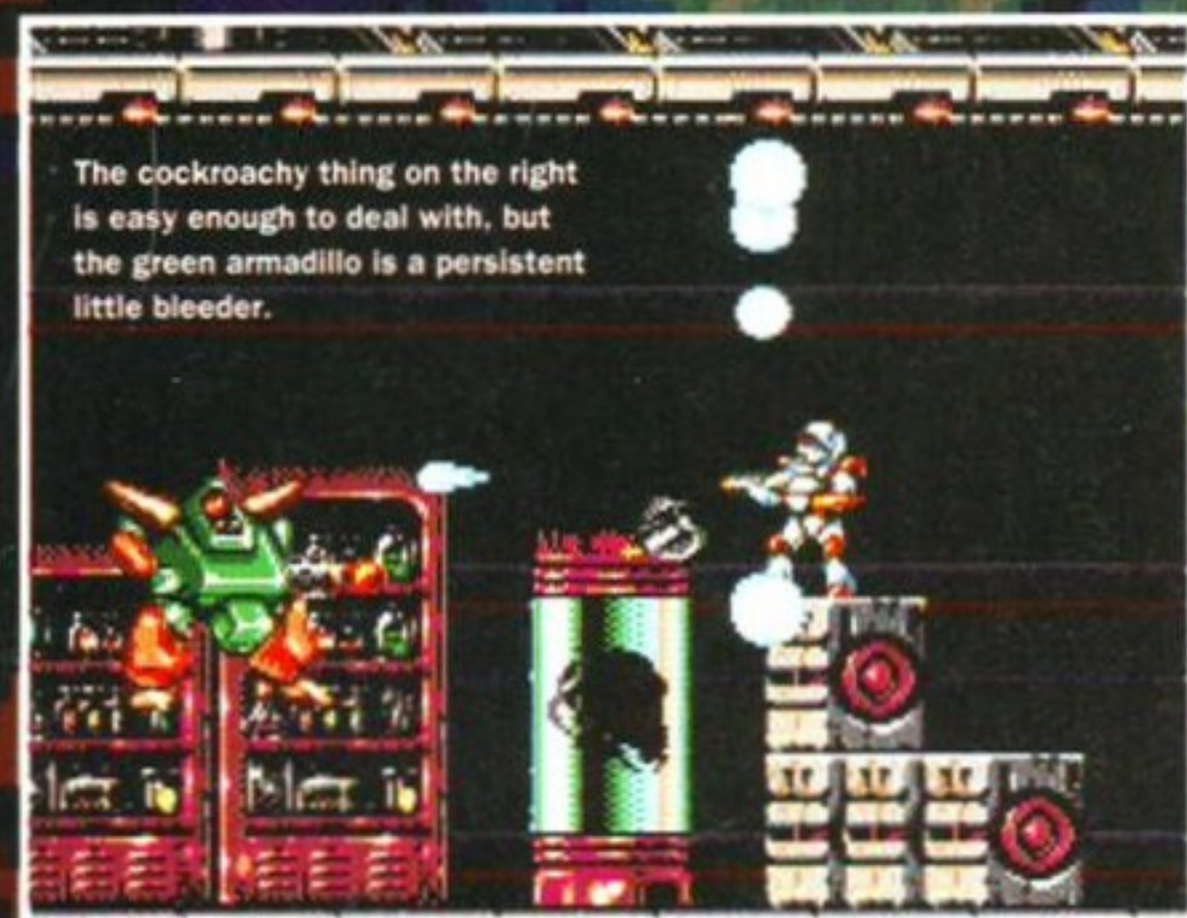 The cockroachy thing on the right
is easy enough to deal with, but
the green armadillo is a persistent
little bleeder.